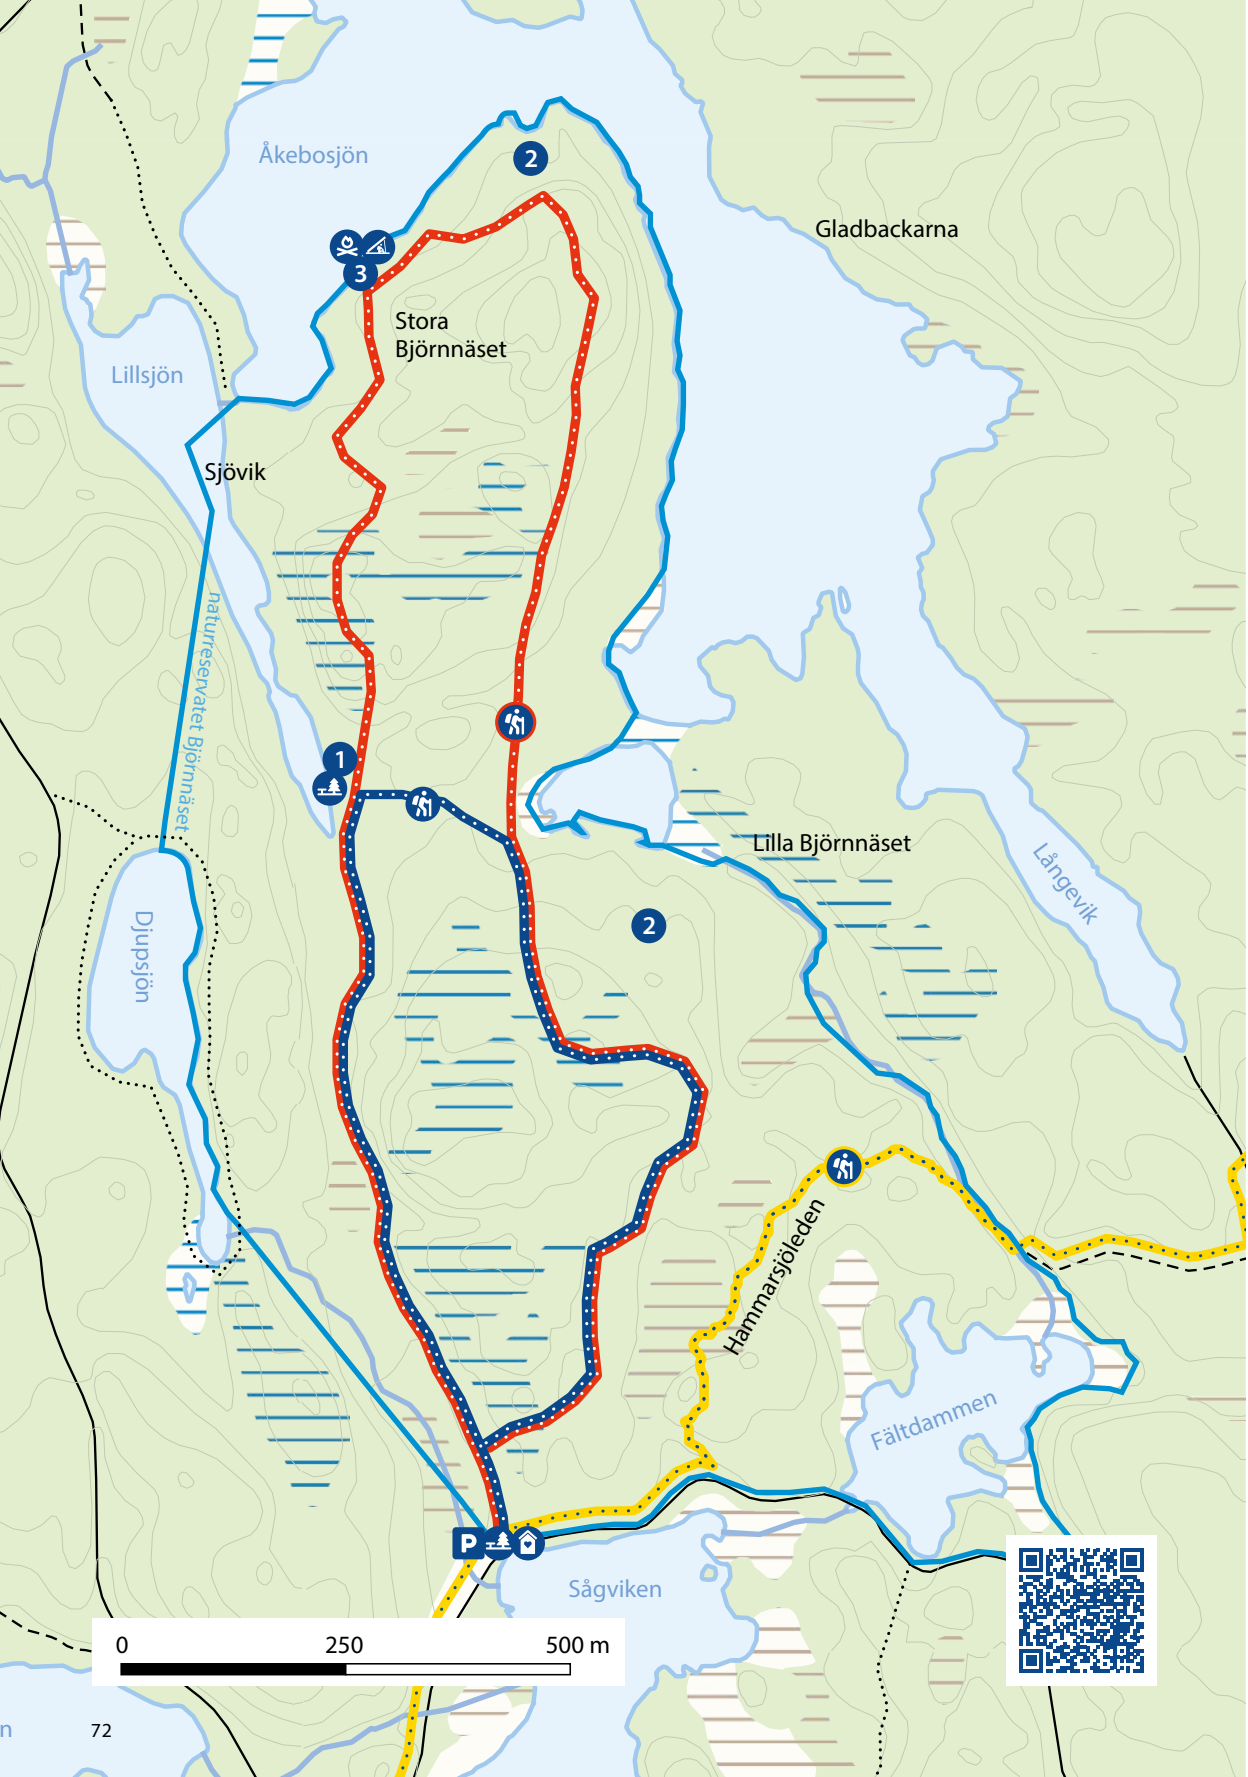 Åkebosjön
2
Gladbackarna
3
Stora
Björnnäset
Lillsjön
Sjövik
naturreservatet Björnnäset
1
Lilla Björnnäset
Långevik
2
Djupsjön
Hammarsjöleden
Fältdammen
P
Sågviken
0 250 500 m
n
72